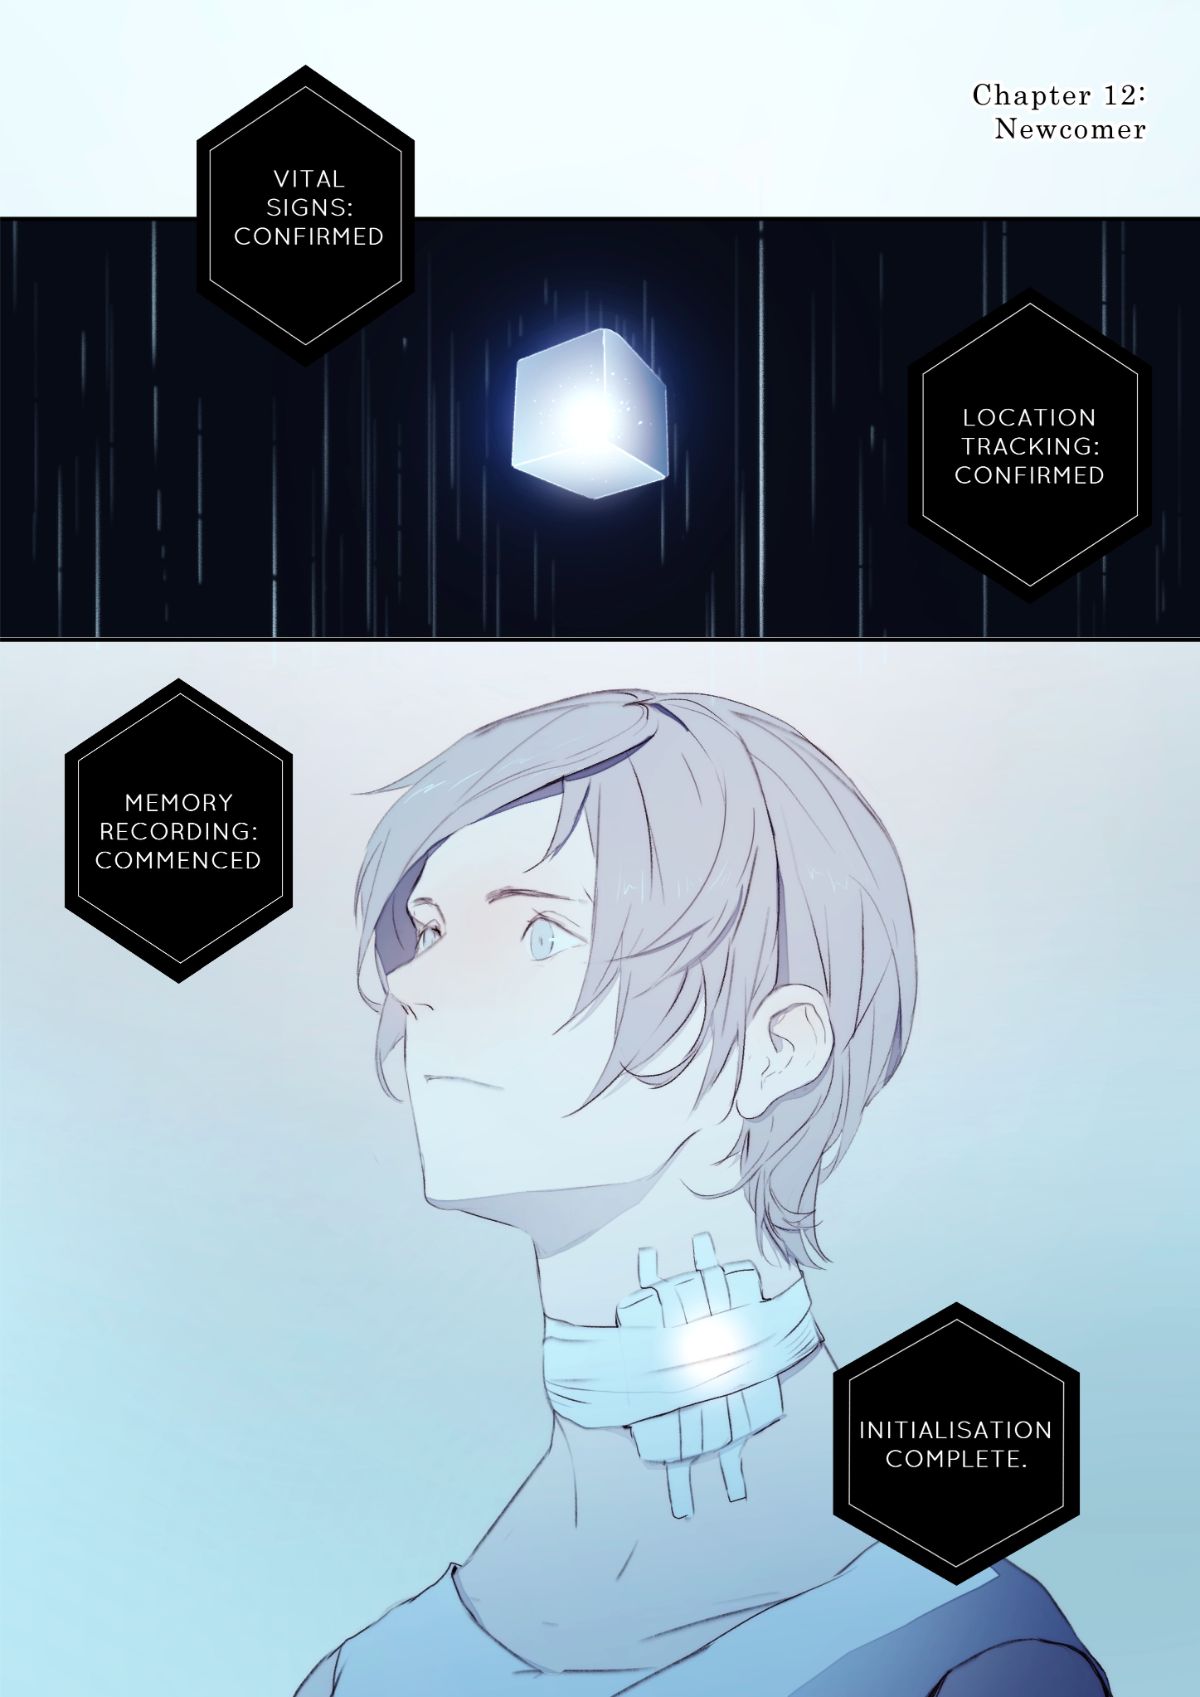 Chapter 12:
Newcomer
VITAL
SIGNS:
CONFIRMED
LOCATION
TRACKING:
CONFIRMED
MEMORY
RECORDING:
COMMENCED
INITIALISATION
COMPLETE.